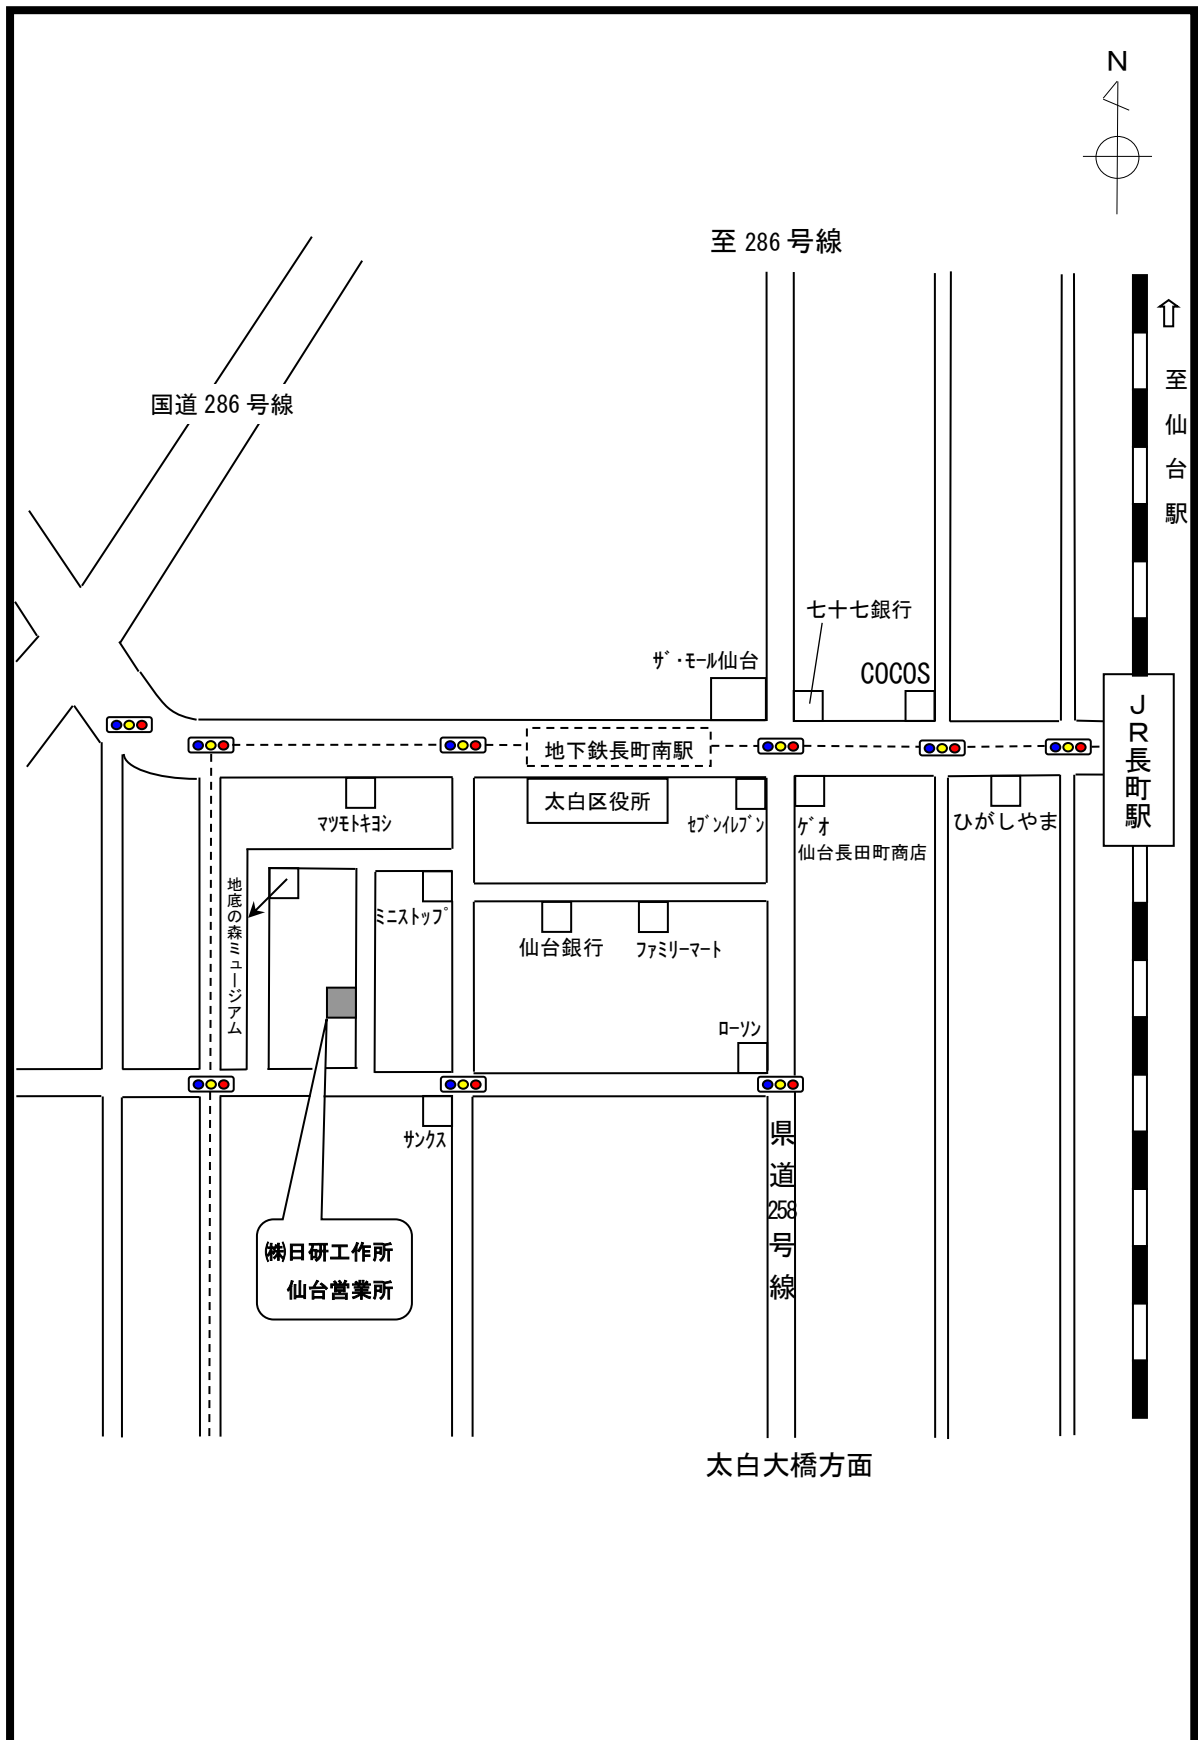 N
至 286 号線
至仙台駅
国道 286 号線
七十七銀行
ｻﾞ・ﾓｰﾙ仙台
COCOS
ＪＲ長町駅
地下鉄長町南駅
太白区役所
ﾏﾂﾓﾄｷﾖｼ
ｾﾌﾞﾝｲﾚﾌﾞﾝ
ｹﾞｵ
仙台長田町商店
ひがしやま
地底の森ミュージアム
ﾐﾆｽﾄｯﾌﾟ
仙台銀行
ﾌｧﾐﾘｰﾏｰﾄ
ﾛｰｿﾝ
ｻﾝｸｽ
県道258号線
㈱日研工作所
仙台営業所
太白大橋方面